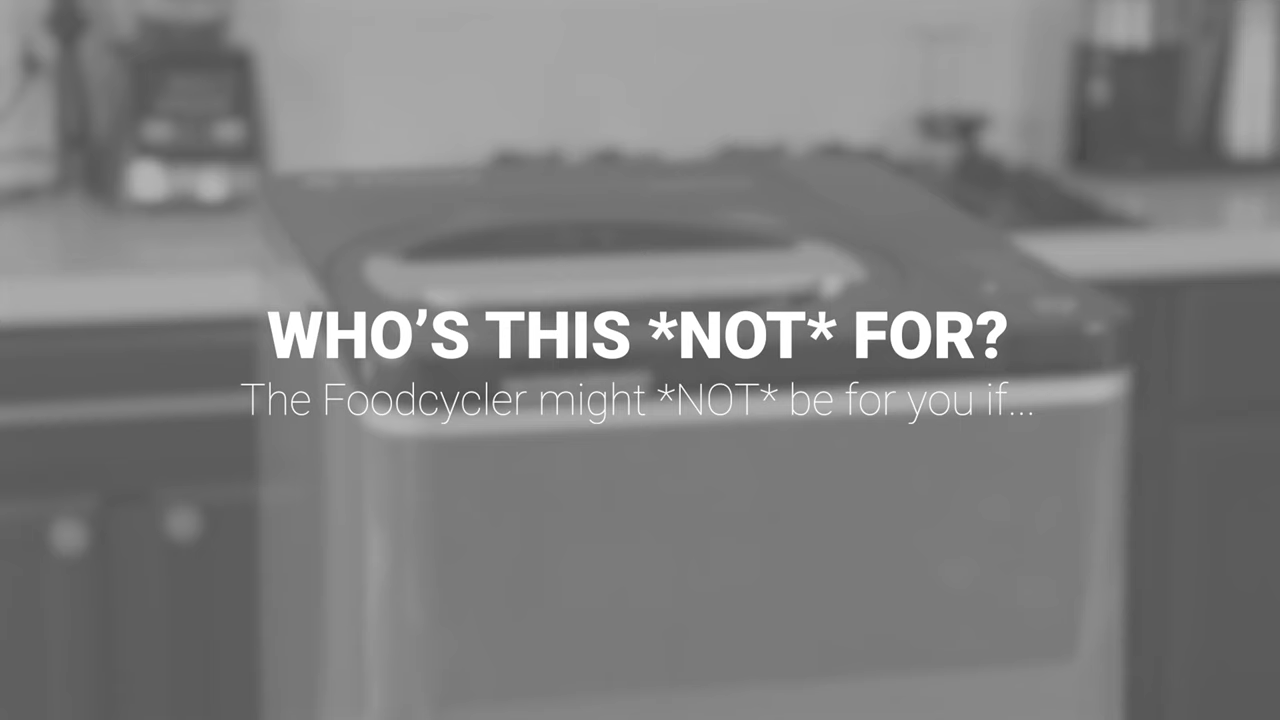 WHO’S THIS *NOT* FOR?
The Foodcycler might *NOT* be for you if...